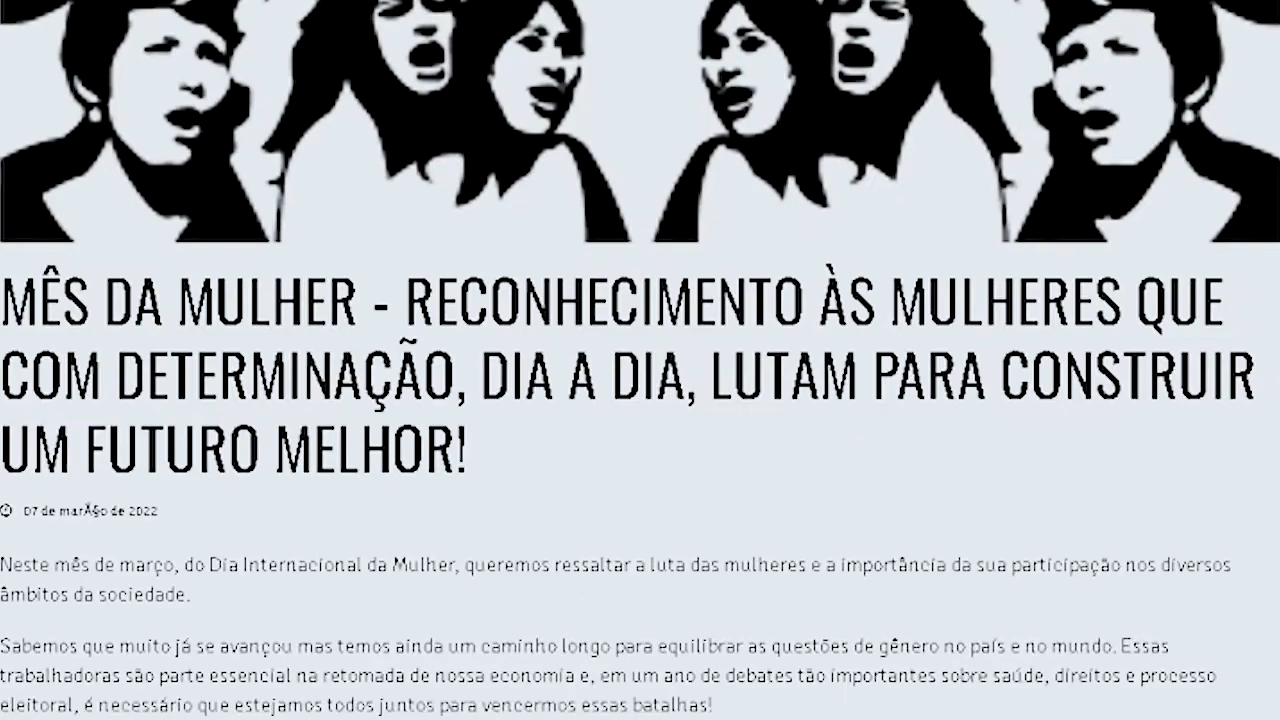 MÊS DA MULHER - RECONHECIMENTO ÀS MULHERES QUE
COM DETERMINAÇÃO, DIA A DIA, LUTAM PARA CONSTRUIR
UM FUTURO MELHOR!
07 de marÃ§o de 2022
Neste mês de março, do Dia Internacional da Mulher, queremos ressaltar a luta das mulheres e a importância da sua participação nos diversos
âmbitos da sociedade.
Sabemos que muito já se avançou mas temos ainda um caminho longo para equilibrar as questões de gênero no país e no mundo. Essas
trabalhadoras são parte essencial na retomada de nossa economia e, em um ano de debates tão importantes sobre saúde, direitos e processo
eleitoral, é necessário que estejamos todos juntos para vencermos essas batalhas!